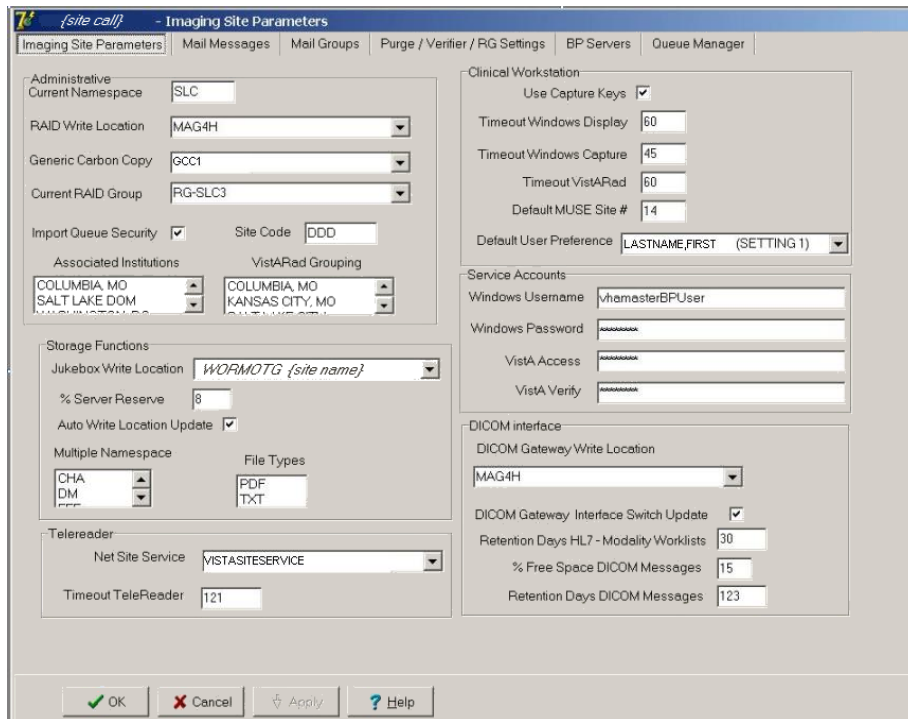 {site call} - Imaging Site Parameters
Imaging Site Parameters Mail Messages Mail Groups Purge / Verifier / RG Settings BP Servers Queue Manager
Administrative
Current Namespace SLC
RAID Write Location MAG4H
Generic Carbon Copy GCC1
Current RAID Group RG-SLC3
Import Queue Security Site Code DDD
Associated Institutions VistARad Grouping
COLUMBIA, MO COLUMBIA, MO
SALT LAKE DOM KANSAS CITY, MO
Storage Functions
Jukebox Write Location WORMOTG {site name}
% Server Reserve 8
Auto Write Location Update
Multiple Namespace File Types
CHA PDF
DM TXT
Telereader
Net Site Service VISTASITESERVICE
Timeout TeleReader 121
Clinical Workstation
Use Capture Keys
Timeout Windows Display 60
Timeout Windows Capture 45
Timeout VistARad 60
Default MUSE Site # 14
Default User Preference LASTNAME,FIRST (SETTING 1)
Service Accounts
Windows Username vhamasterBPUser
Windows Password ********
VistA Access ********
VistA Verify ********
DICOM interface
DICOM Gateway Write Location
MAG4H
DICOM Gateway Interface Switch Update
Retention Days HL7 - Modality Worklists 30
% Free Space DICOM Messages 15
Retention Days DICOM Messages 123
OK Cancel Apply Help